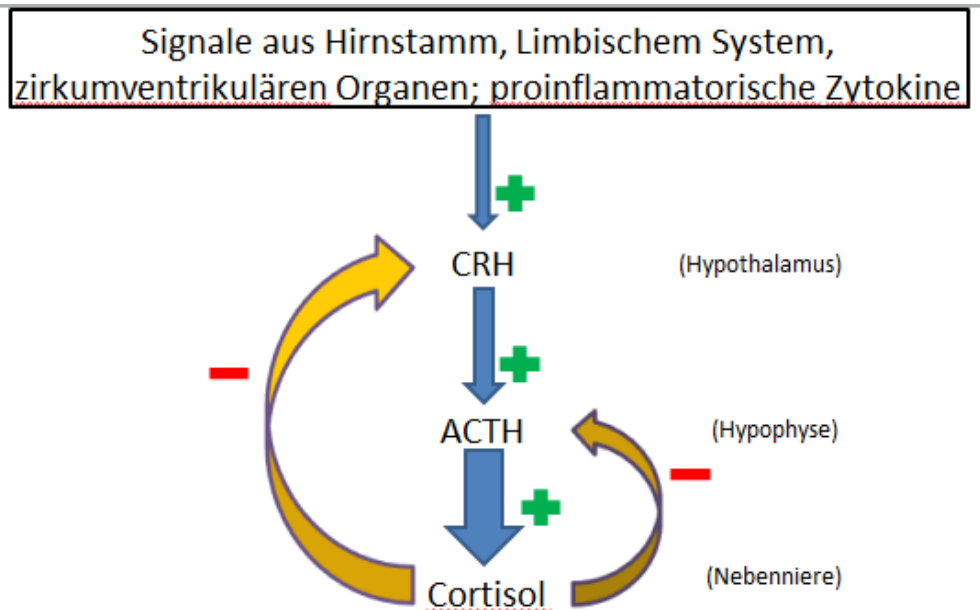 Signale aus Hirnstamm, Limbischem System,
zirkumventrikulären Organen; proinflammatorische Zytokine
CRH
(Hypothalamus)
ACTH
(Hypophyse)
Cortisol
(Nebenniere)